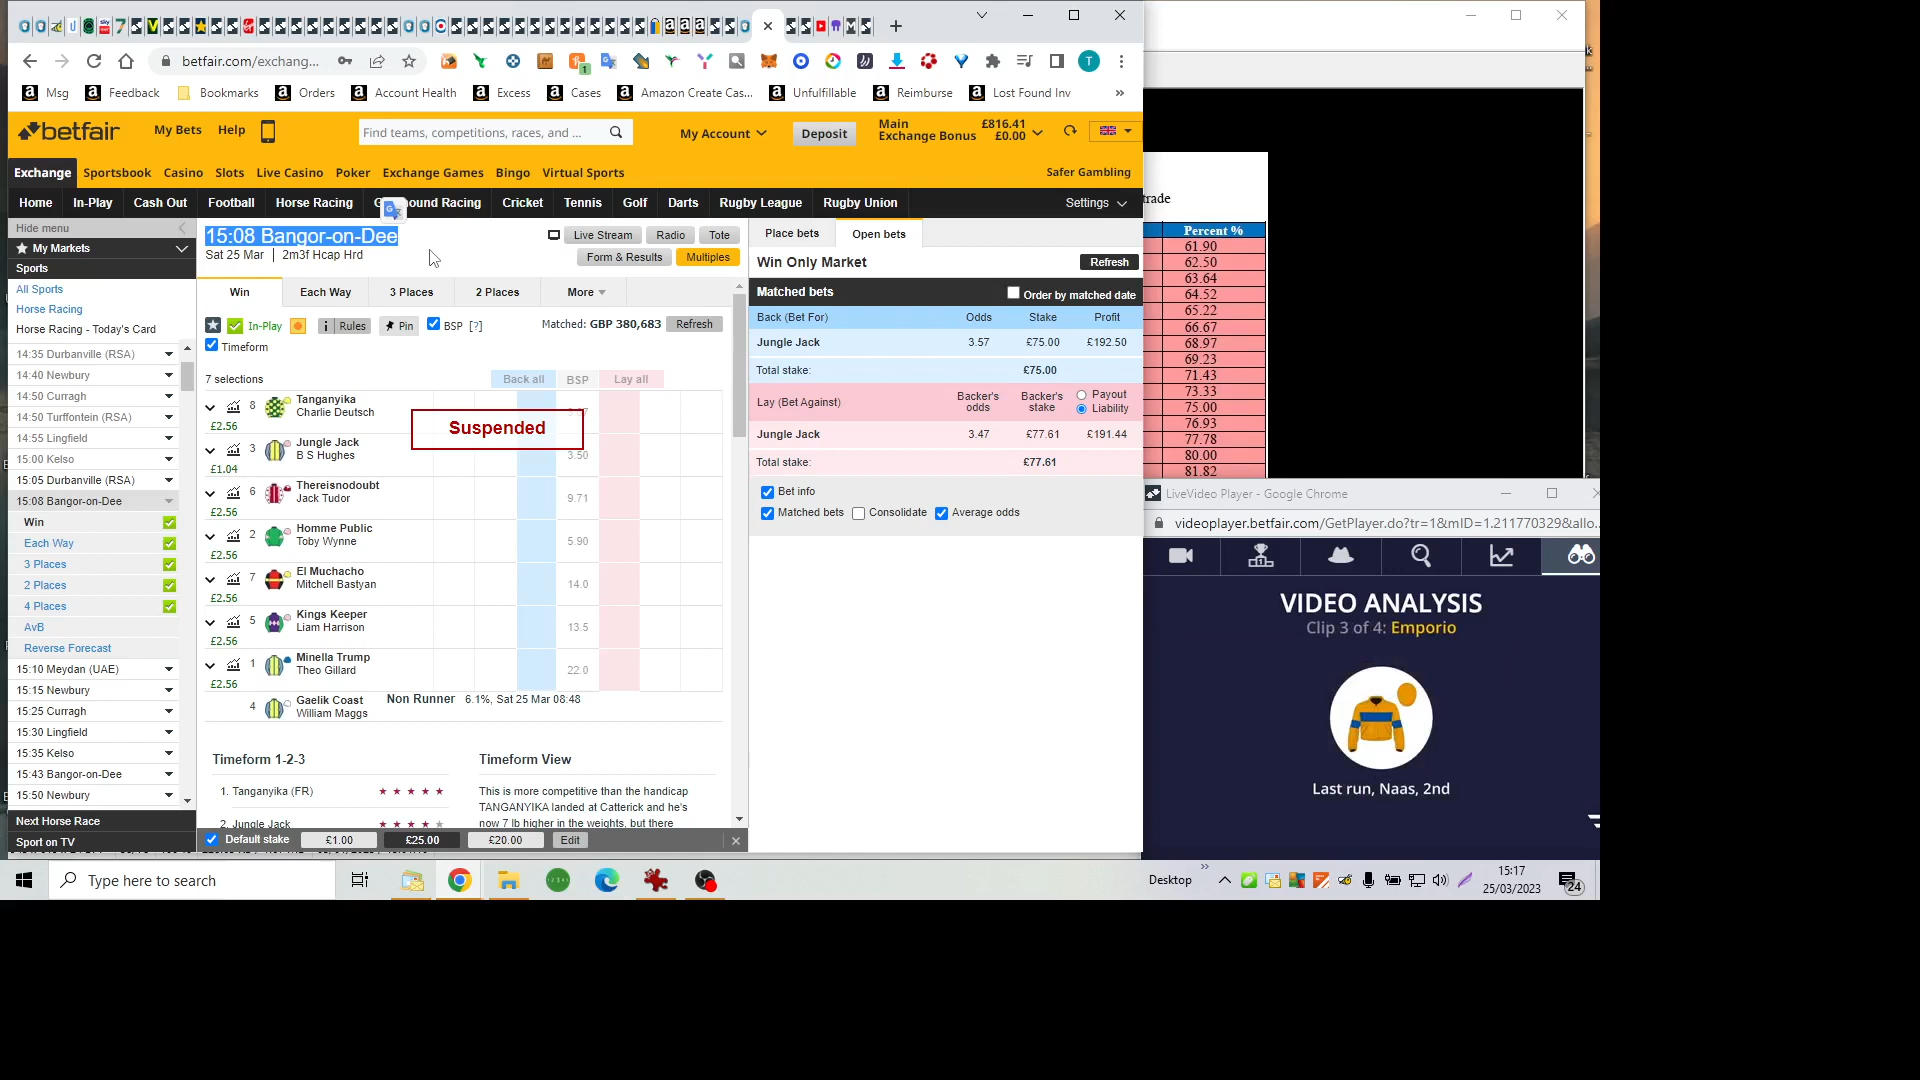 betfair.com/exchang...
Msg Feedback Bookmarks Orders Account Health Excess Cases Amazon Create Cas... Unfulfillable Reimburse Lost Found Inv »
betfair My Bets Help Find teams, competitions, races, and ... My Account Deposit
Main £816.41
Exchange Bonus £0.00
Exchange Sportsbook Casino Slots Live Casino Poker Exchange Games Bingo Virtual Sports Safer Gambling
Home In-Play Cash Out Football Horse Racing Cricket Tennis Golf Darts Rugby League Rugby Union Settings
Hide menu
My Markets
Sports
All Sports
Horse Racing
Horse Racing - Today's Card
14:35 Durbanville (RSA)
14:40 Newbury
14:50 Curragh
14:50 Turffontein (RSA)
14:55 Lingfield
15:00 Kelso
15:05 Durbanville (RSA)
15:08 Bangor-on-Dee
Win
Each Way
3 Places
2 Places
4 Places
AvB
Reverse Forecast
15:10 Meydan (UAE)
15:15 Newbury
15:25 Curragh
15:30 Lingfield
15:35 Kelso
15:43 Bangor-on-Dee
15:50 Newbury
Next Horse Race
Sport on TV
15:08 Bangor-on-Dee
Sat 25 Mar | 2m3f Hcap Hrd
Live Stream Radio Tote
Form & Results Multiples
Win Each Way 3 Places 2 Places More
In-Play Rules Pin BSP [?] Matched: GBP 380,683 Refresh
Timeform
7 selections Back all BSP Lay all
Suspended
8 Tanganyika
Charlie Deutsch
£2.56
3 Jungle Jack
B S Hughes 3.50
£1.04
6 Thereisnodoubt
Jack Tudor 9.71
£2.56
2 Homme Public
Toby Wynne 5.90
£2.56
7 El Muchacho
Mitchell Bastyan 14.0
£2.56
5 Kings Keeper
Liam Harrison 13.5
£2.56
1 Minella Trump
Theo Gillard 22.0
£2.56
4 Gaelik Coast Non Runner 6.1%, Sat 25 Mar 08:48
William Maggs
Timeform 1-2-3
1. Tanganyika (FR)
2. Jungle Jack
Timeform View
This is more competitive than the handicap
TANGANYIKA landed at Catterick and he's
now 7 lb higher in the weights, but there
Default stake £1.00 £25.00 £20.00 Edit
Place bets Open bets
Win Only Market Refresh
Matched bets Order by matched date
Back (Bet For) Odds Stake Profit
Jungle Jack 3.57 £75.00 £192.50
Total stake: £75.00
Lay (Bet Against) Backer's odds Backer's stake Payout Liability
Jungle Jack 3.47 £77.61 £191.44
Total stake: £77.61
Bet info
Matched bets Consolidate Average odds
trade
Percent %
61.90
62.50
63.64
64.52
65.22
66.67
68.97
69.23
71.43
73.33
75.00
76.93
77.78
80.00
81.82
LiveVideo Player - Google Chrome
videoplayer.betfair.com/GetPlayer.do?tr=1&mID=1.211770329&allo...
VIDEO ANALYSIS
Clip 3 of 4: Emporio
Last run, Naas, 2nd
Type here to search
Desktop »
15:17
25/03/2023
24